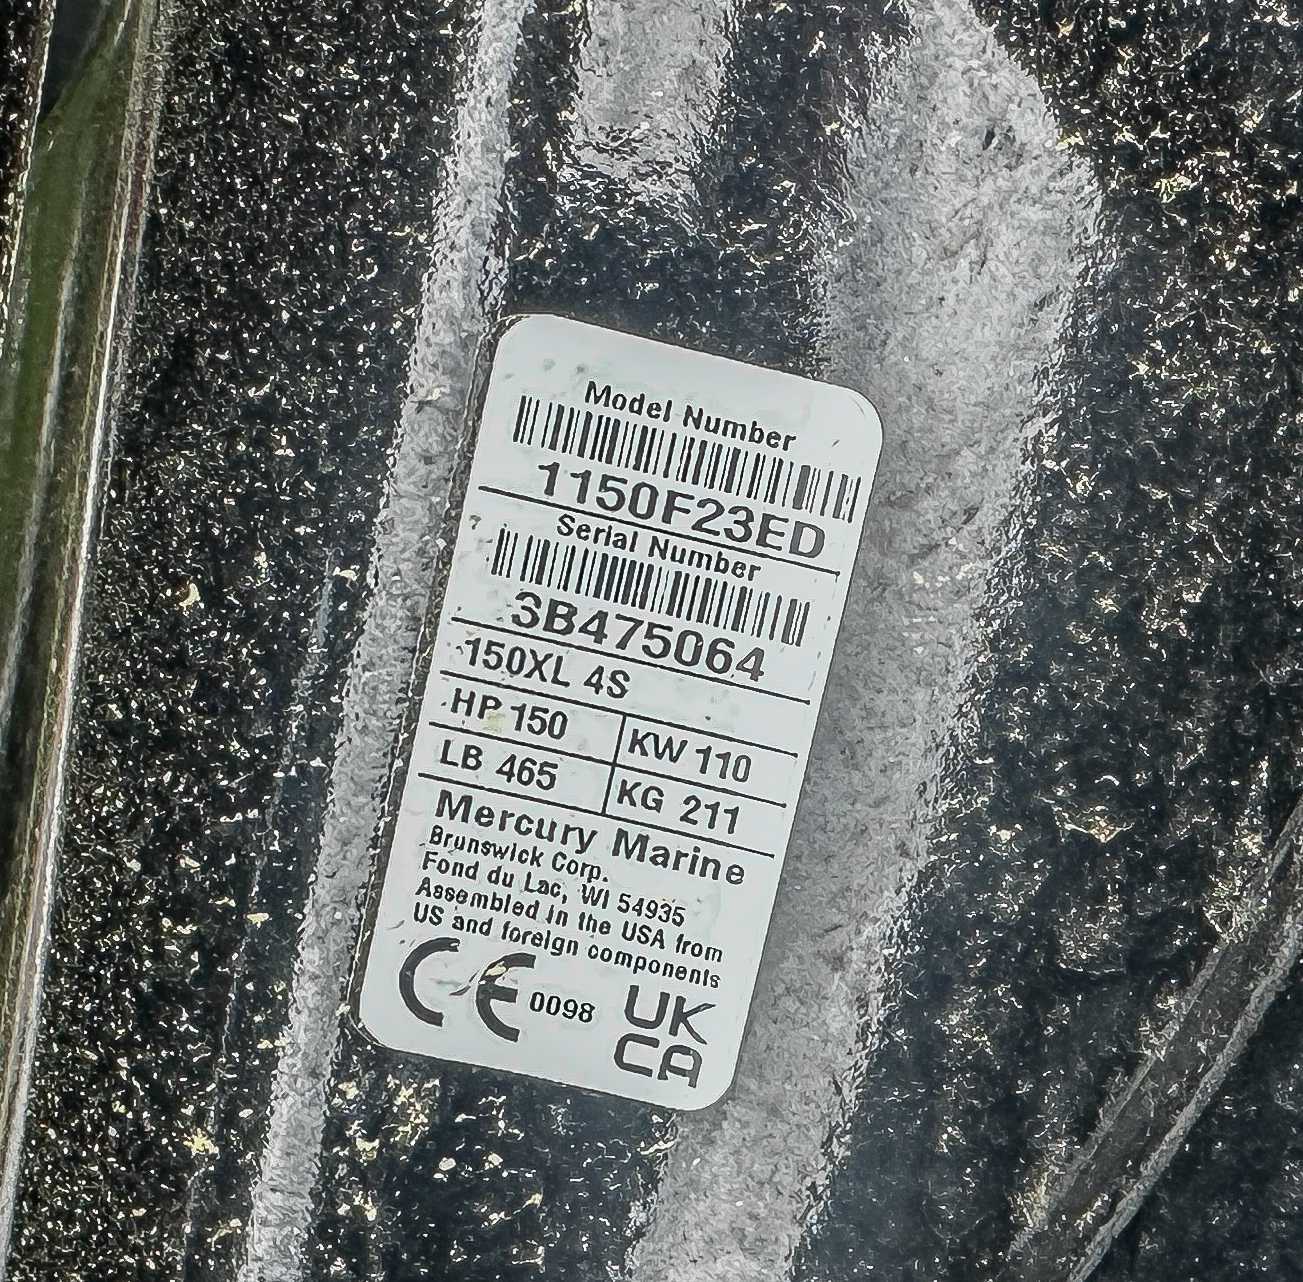 Model Number
1150F23ED
Serial Number
3B475064
150XL 4S
HP 150 KW 110
LB 465 KG 211
Mercury Marine
Brunswick Corp.
Fond du Lac, WI 54935
Assembled in the USA from
US and foreign components
CE 0098 UK
CA